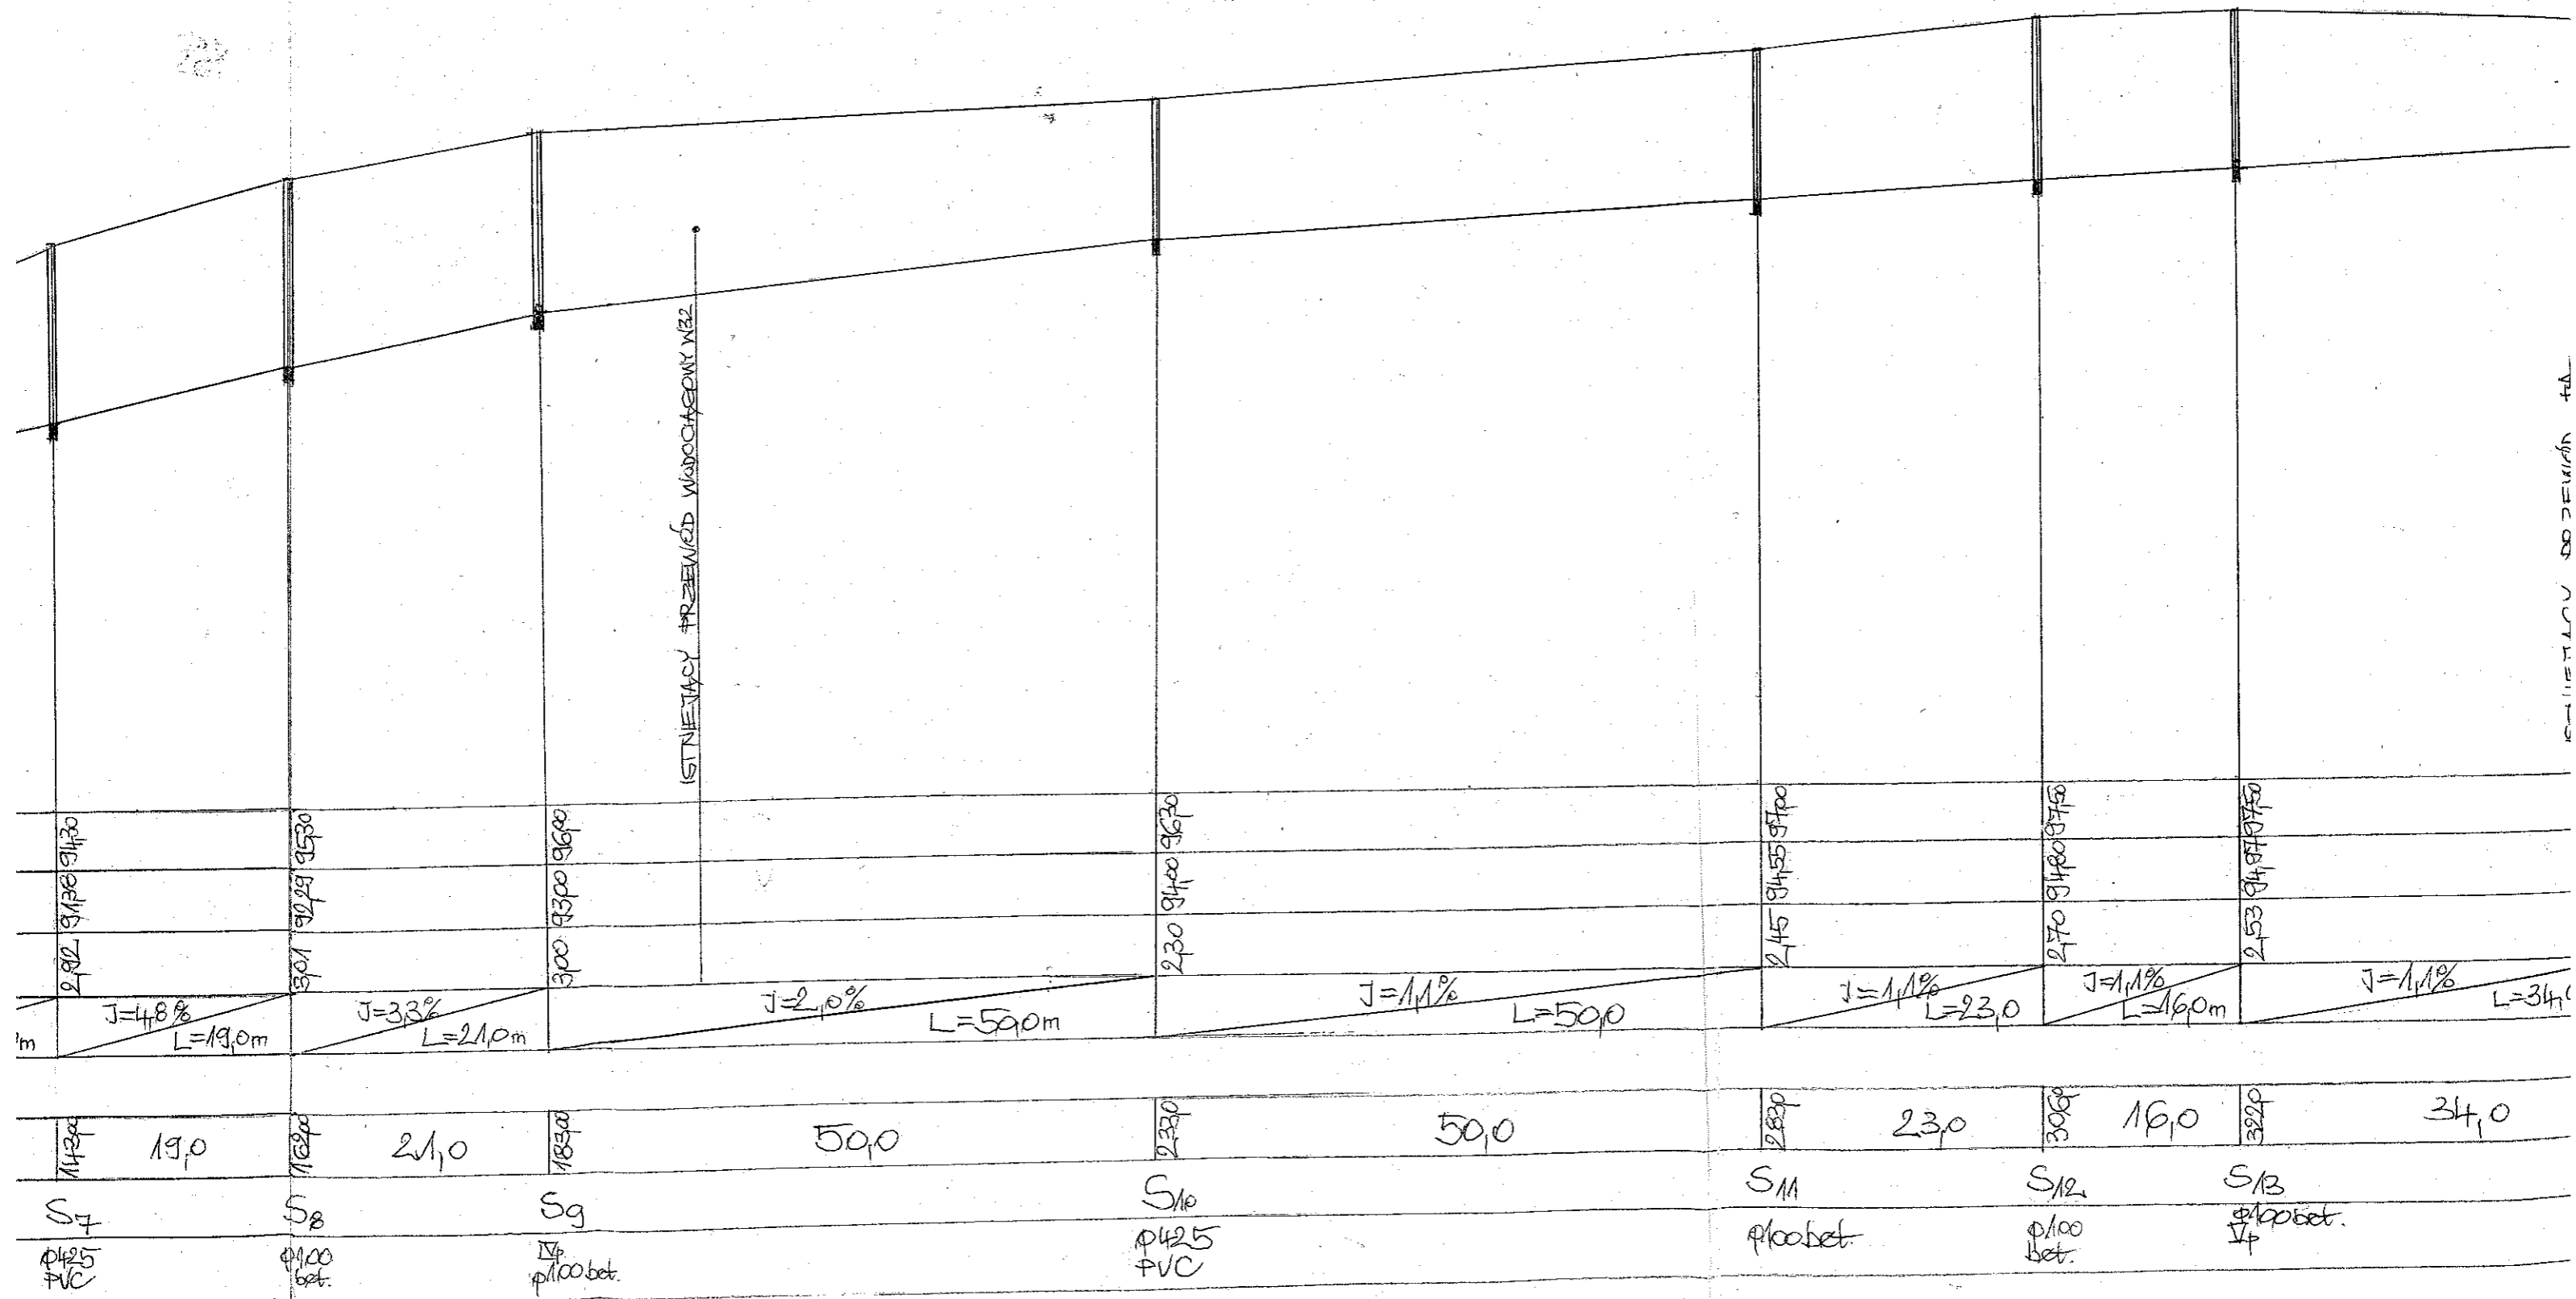 ISTNIEJĄCY PRZEWÓD WODOCIĄGOWY W32
94,30 95,30 96,00 96,30 97,00 97,50 97,50
91,38 92,29 93,00 94,00 94,55 94,80 94,97
2,92 3,01 3,00 2,30 2,45 2,70 2,53
J=4,8% J=3,3% J=2,0% J=1,1% J=1,1% J=1,1% J=1,1%
m L=19,0m L=21,0m L=50,0m L=50,0 L=23,0 L=16,0m L=34,
143,00 19,0 162,00 21,0 183,00 50,0 233,0 50,0 283,0 23,0 306,0 16,0 322,0 34,0
S7 S8 S9 S10 S11 S12 S13
φ425 φ100 IVp φ425 φ100 bet. φ100 φ100 bet.
PVC bet. φ100 bet. PVC bet. Vp